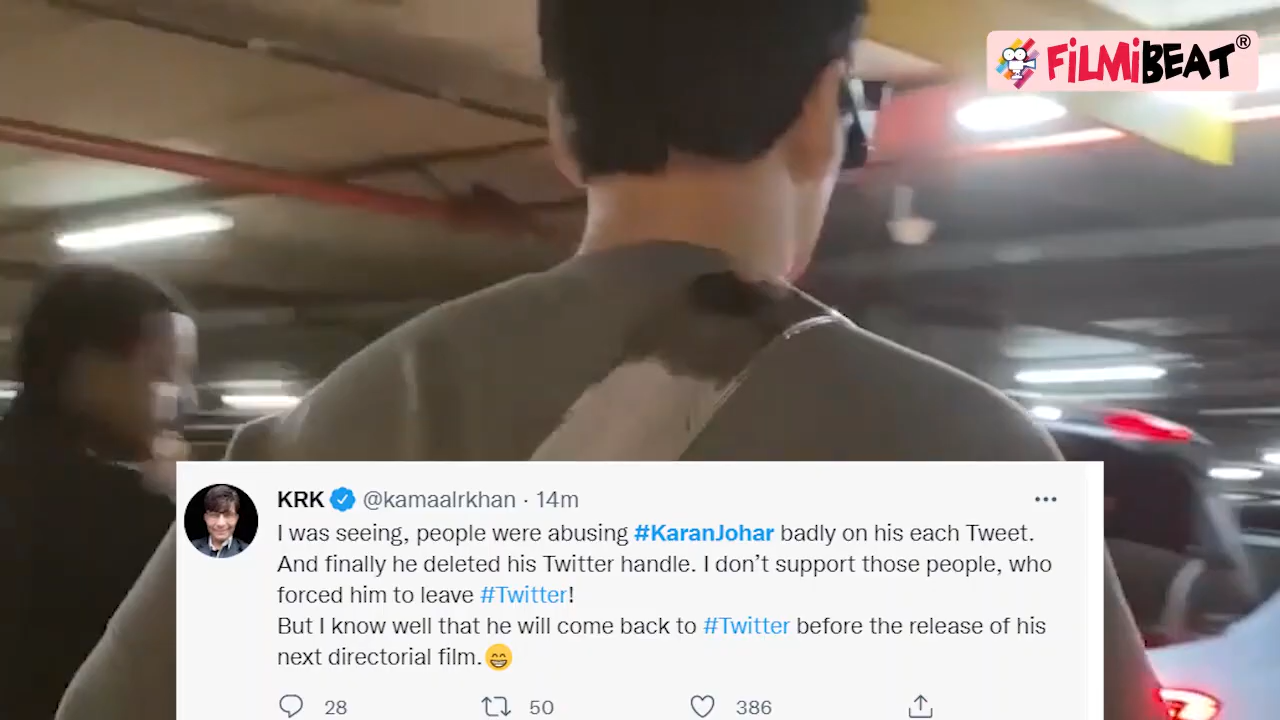 FiLMiBEAT®
KRK @kamaalrkhan · 14m
I was seeing, people were abusing #KaranJohar badly on his each Tweet.
And finally he deleted his Twitter handle. I don’t support those people, who
forced him to leave #Twitter!
But I know well that he will come back to #Twitter before the release of his
next directorial film.😁
28 50 386